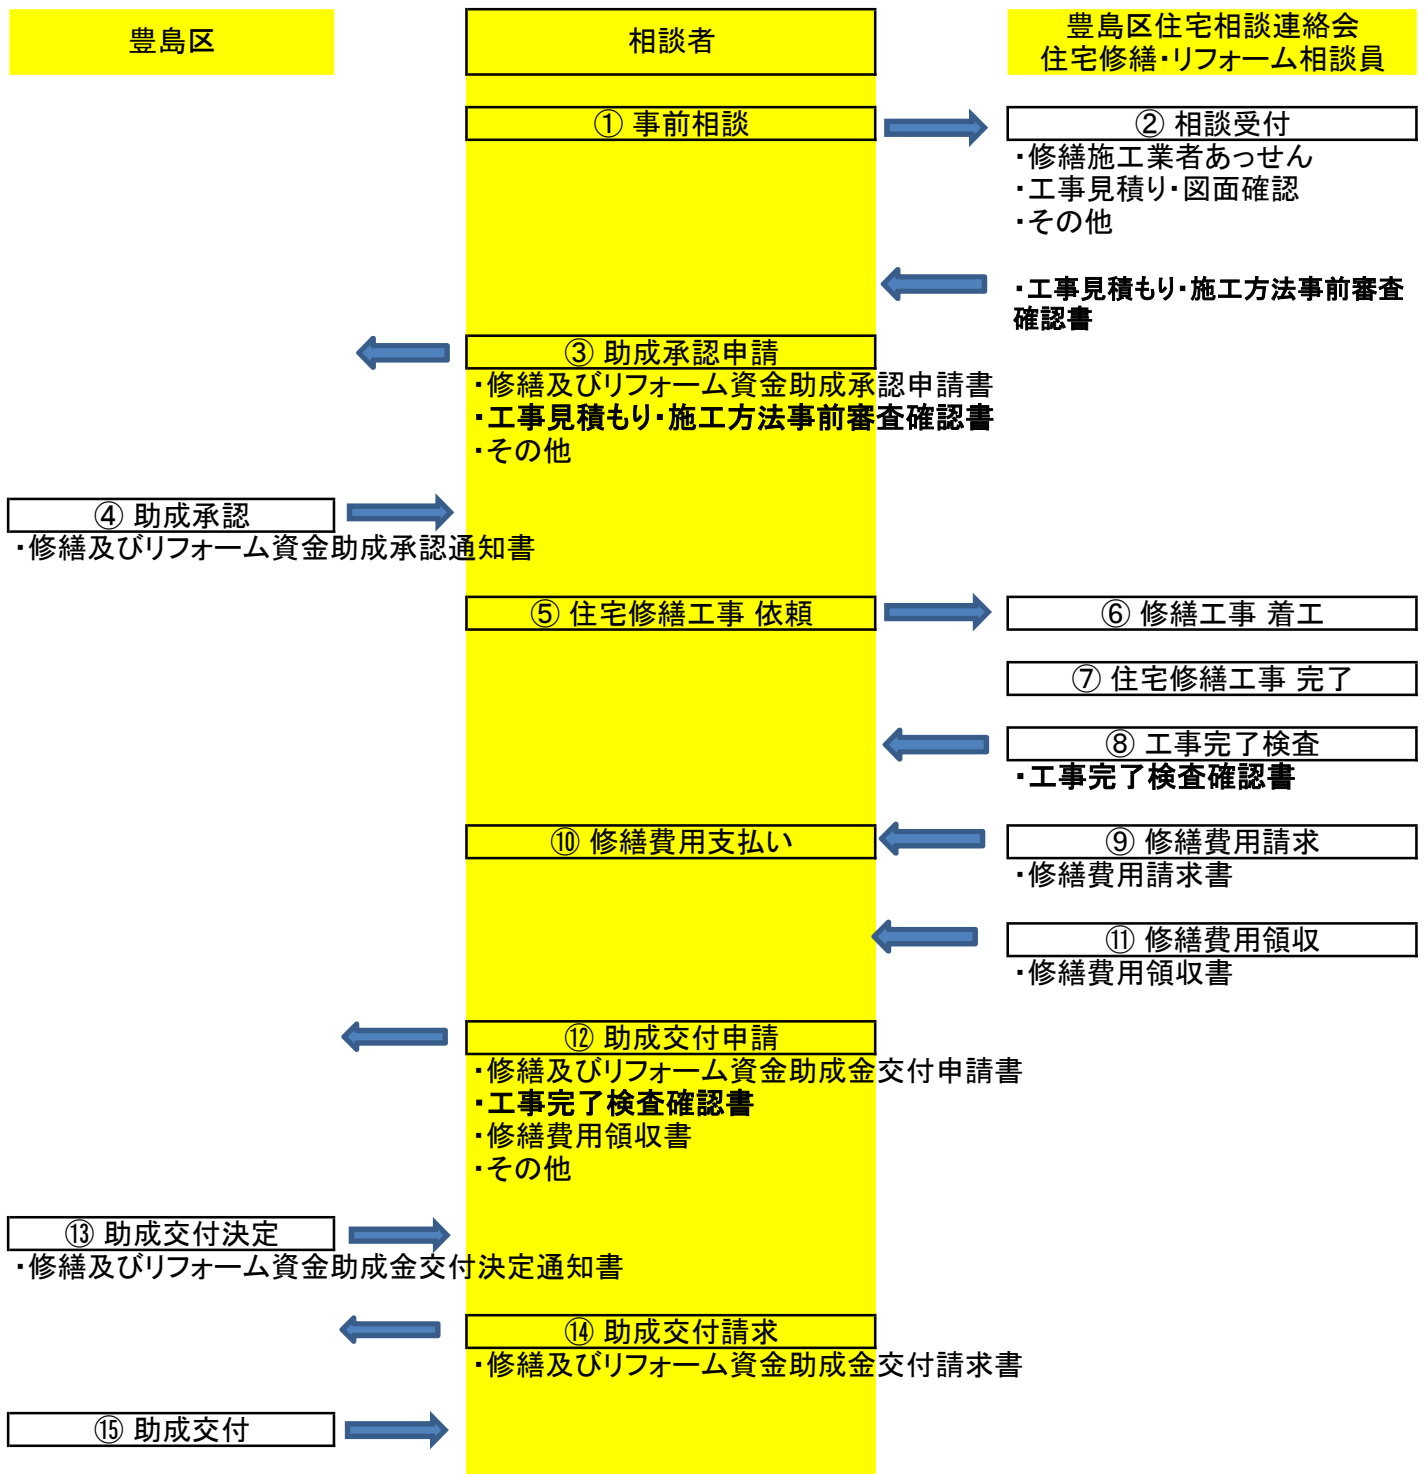 豊島区
相談者
豊島区住宅相談連絡会
住宅修繕・リフォーム相談員
① 事前相談
② 相談受付
・修繕施工業者あっせん
・工事見積り・図面確認
・その他
・工事見積もり・施工方法事前審査
確認書
③ 助成承認申請
・修繕及びリフォーム資金助成承認申請書
・工事見積もり・施工方法事前審査確認書
・その他
④ 助成承認
・修繕及びリフォーム資金助成承認通知書
⑤ 住宅修繕工事 依頼
⑥ 修繕工事 着工
⑦ 住宅修繕工事 完了
⑧ 工事完了検査
・工事完了検査確認書
⑩ 修繕費用支払い
⑨ 修繕費用請求
・修繕費用請求書
⑪ 修繕費用領収
・修繕費用領収書
⑫ 助成交付申請
・修繕及びリフォーム資金助成金交付申請書
・工事完了検査確認書
・修繕費用領収書
・その他
⑬ 助成交付決定
・修繕及びリフォーム資金助成金交付決定通知書
⑭ 助成交付請求
・修繕及びリフォーム資金助成金交付請求書
⑮ 助成交付